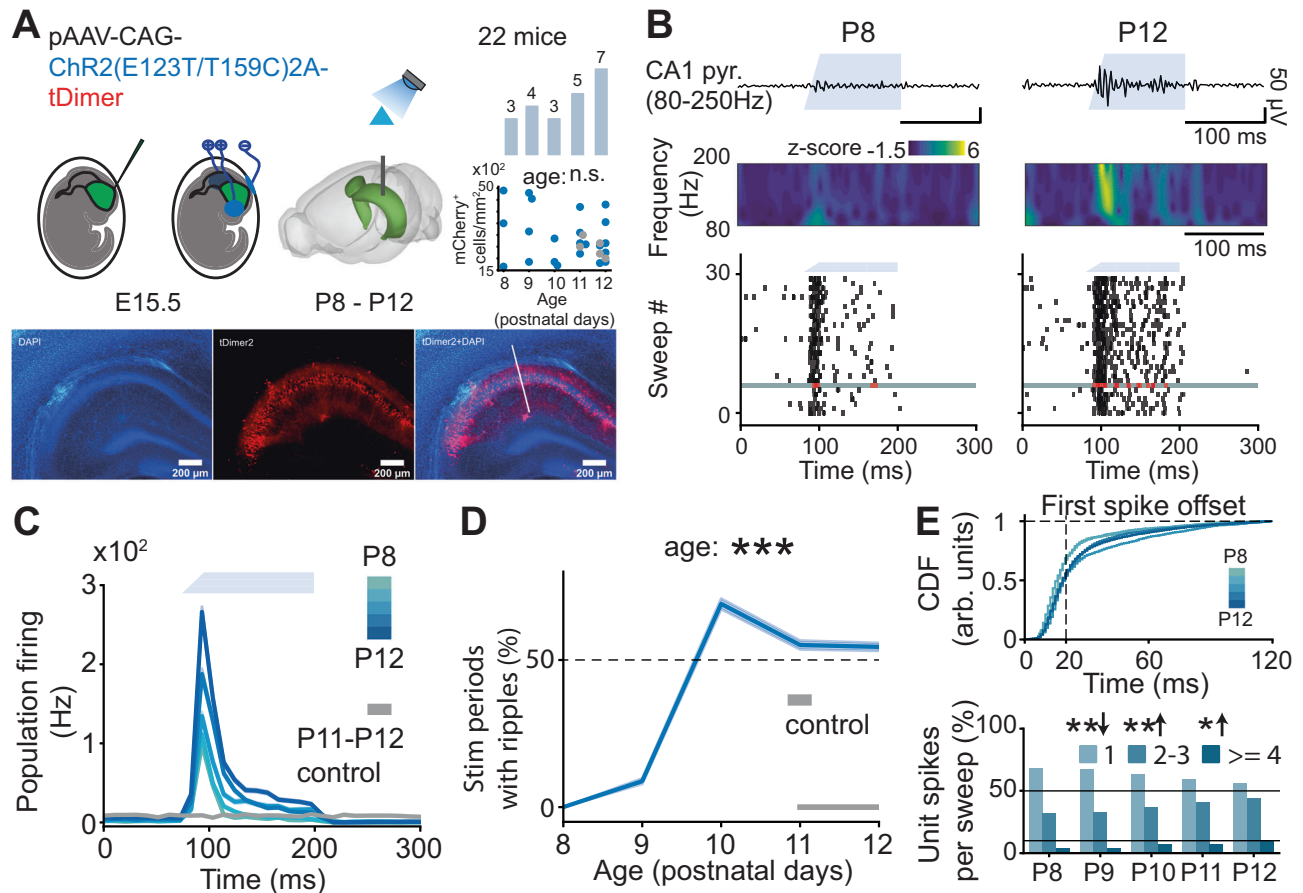 A
pAAV-CAG-
ChR2(E123T/T159C)2A-
tDimer
22 mice
3
4
3
5
7
x10²
50
15
mCherry⁺
cells/mm²
age: n.s.
8 9 10 11 12
Age
(postnatal days)
E15.5
P8 - P12
DAPI
200 µm
tDimer2
200 µm
tDimer2+DAPI
200 µm
B
P8
P12
CA1 pyr.
(80-250Hz)
50 µV
100 ms
z-score -1.5 6
Frequency
(Hz)
200
80
100 ms
Sweep #
30
0
0 100 200 300
Time (ms)
0 100 200 300
Time (ms)
C
x10²
Population firing
(Hz)
3
2
1
0
P8
P12
P11-P12
control
0 100 200 300
Time (ms)
D
age: ***
Stim periods
with ripples (%)
50
0
control
8 9 10 11 12
Age (postnatal days)
E
First spike offset
CDF
(arb. units)
1
0.5
0
P8
P12
0 20 60 120
Time (ms)
Unit spikes
per sweep (%)
100
50
0
**↓ **↑ *↑
1 2-3 >= 4
P8 P9 P10 P11 P12